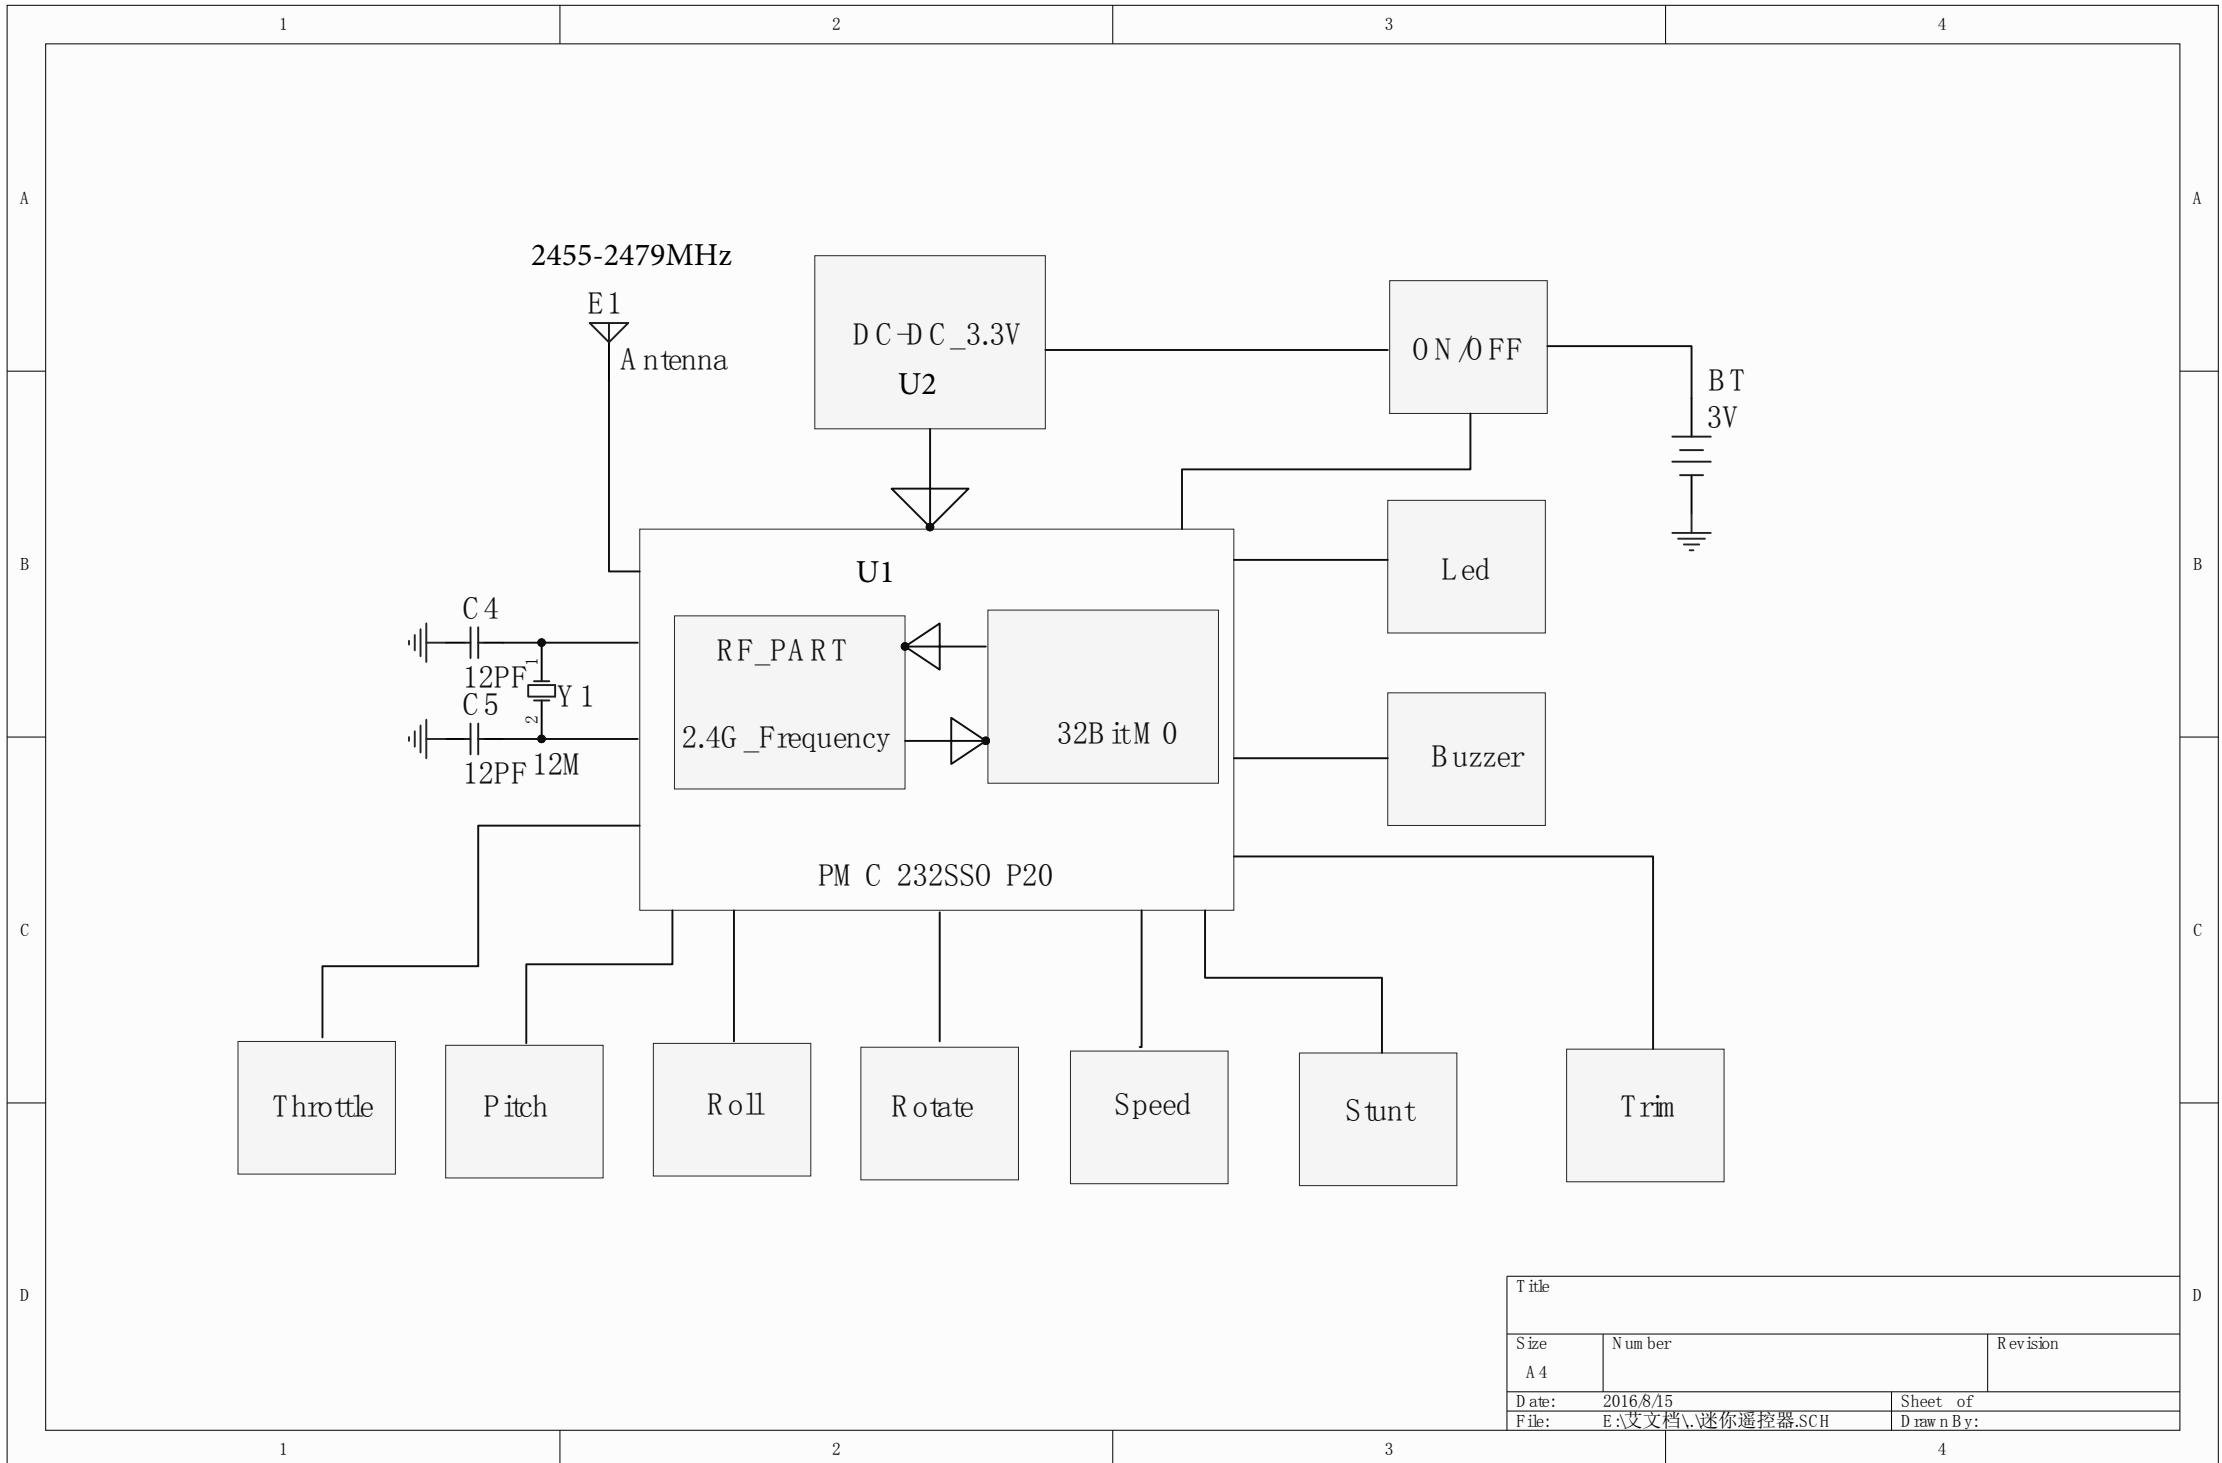 1 2 3 4
A A
2455-2479MHz
E1
Antenna
DC-DC_3.3V
U2
ON/OFF
BT
3V
B B
U1
Led
C4
12PF
1
RF_PART
C5
Y1
2
2.4G_Frequency
32BitM0
12PF
12M
Buzzer
PMC232SSOP20
C C
Throttle
Pitch
Roll
Rotate
Speed
Stunt
Trim
D D
Title
Size Number Revision
A4
Date: 2016/8/15 Sheet of
File: E:\艾文档\..\迷你遥控器.SCH Drawn By:
1 2 3 4